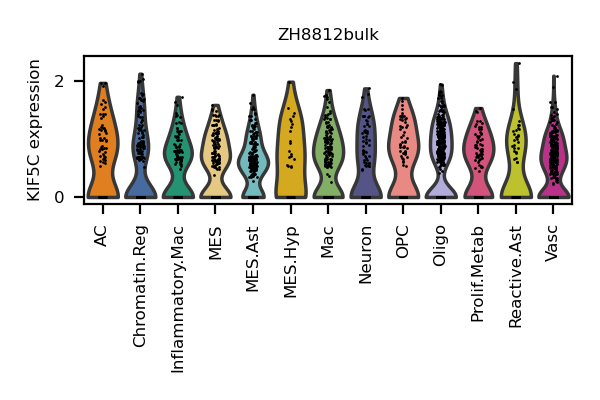 ZH8812bulk
KIF5C expression
2
0
AC
Chromatin.Reg
Inflammatory.Mac
MES
MES.Ast
MES.Hyp
Mac
Neuron
OPC
Oligo
Prolif.Metab
Reactive.Ast
Vasc